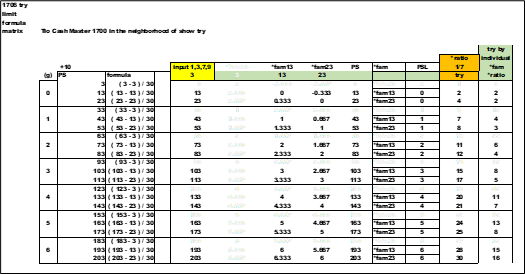 1706 try
limit
formula
matrix Tio Cash Master 1700 in the neighborhood of show try
try by
*ratio individual
+10 input 1,3,7,9 *fam13 *fam23 PS *fam PSL 1/7 *fam
(g) PS formula 3 3 13 23 try *ratio
3 ( 3 - 3 ) / 30
0 13 ( 13 - 13 ) / 30 13 0 -0.333 13 *fam13 0 2 2
23 ( 23 - 23 ) / 30 23 0.333 0 23 *fam23 0 4 2
33 ( 33 - 3 ) / 30
1 43 ( 43 - 13 ) / 30 43 1 0.667 43 *fam13 1 7 4
53 ( 53 - 23 ) / 30 53 1.333 1 53 *fam23 1 8 3
63 ( 63 - 3 ) / 30
2 73 ( 73 - 13 ) / 30 73 2 1.667 73 *fam13 2 11 6
83 ( 83 - 23 ) / 30 83 2.333 2 83 *fam23 2 12 4
93 ( 93 - 3 ) / 30
3 103 ( 103 - 13 ) / 30 103 3 2.667 103 *fam13 3 15 8
113 ( 113 - 23 ) / 30 113 3.333 3 113 *fam23 3 17 5
123 ( 123 - 3 ) / 30
4 133 ( 133 - 13 ) / 30 133 4 3.667 133 *fam13 4 20 11
143 ( 143 - 23 ) / 30 143 4.333 4 143 *fam23 4 21 7
153 ( 153 - 3 ) / 30
5 163 ( 163 - 13 ) / 30 163 5 4.667 163 *fam13 5 24 13
173 ( 173 - 23 ) / 30 173 5.333 5 173 *fam23 5 25 8
183 ( 183 - 3 ) / 30
6 193 ( 193 - 13 ) / 30 193 6 5.667 193 *fam13 6 28 15
203 ( 203 - 23 ) / 30 203 6.333 6 203 *fam23 6 30 16